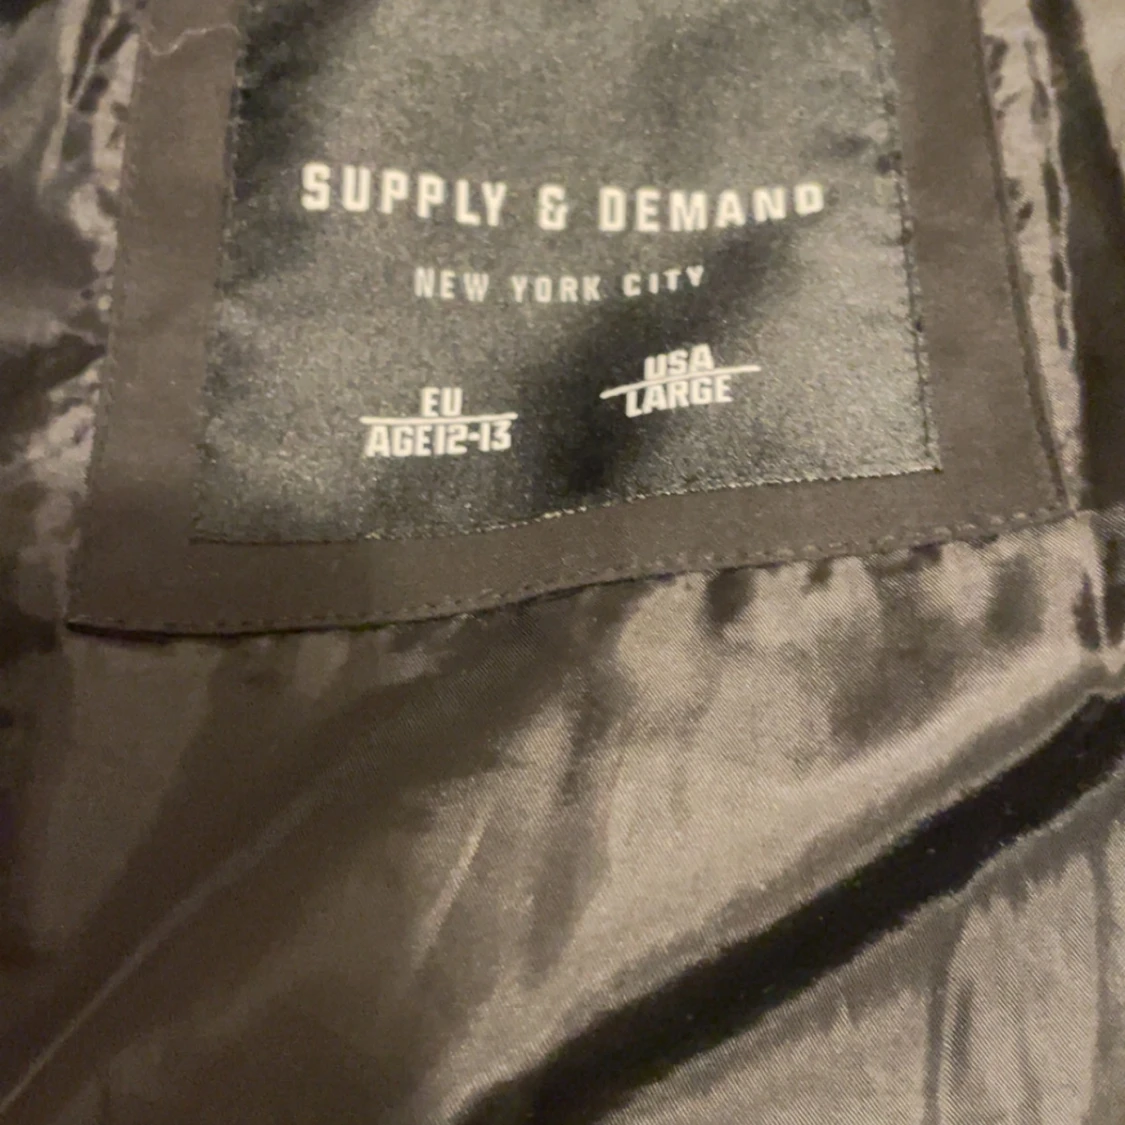 SUPPLY & DEMAND
NEW YORK CITY
EU
AGE12-13
USA
LARGE